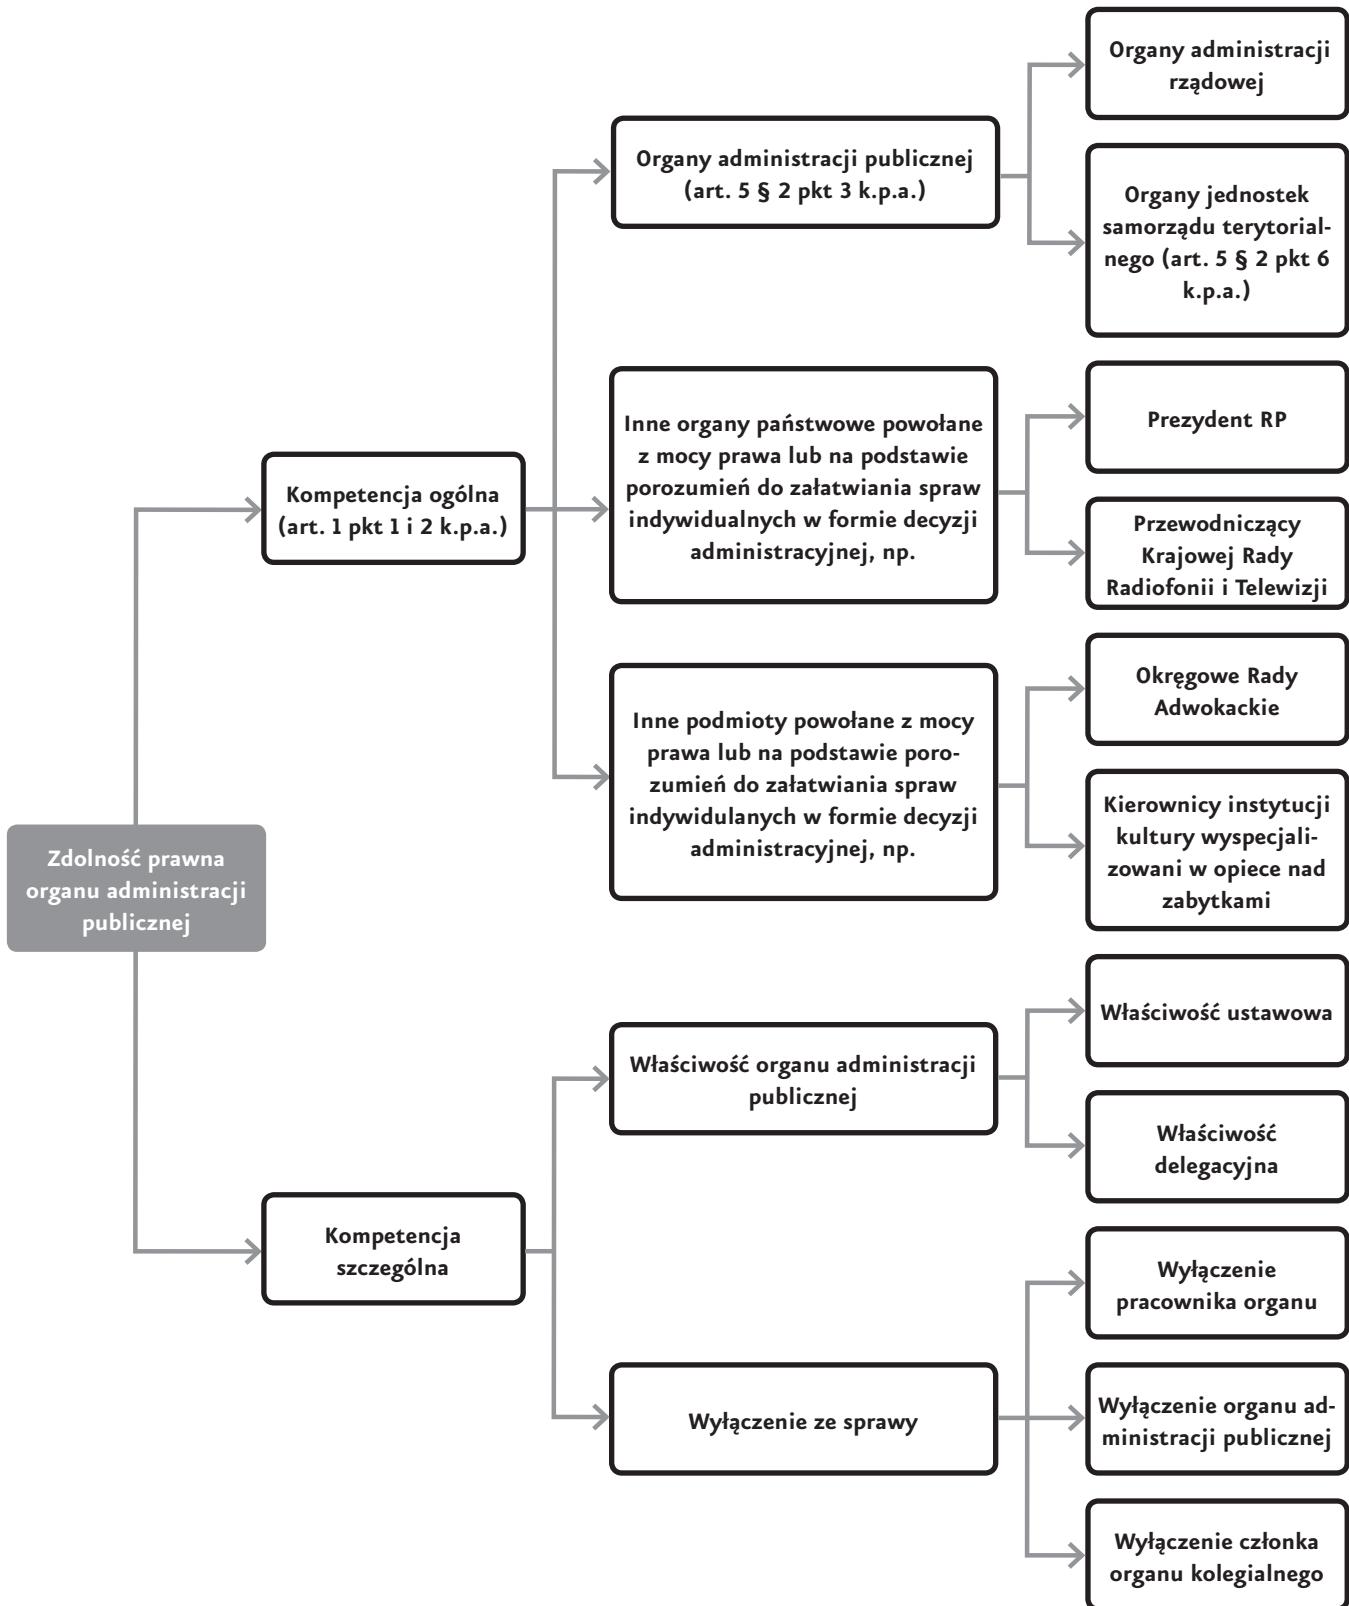 Zdolność prawna
organu administracji
publicznej
Kompetencja ogólna
(art. 1 pkt 1 i 2 k.p.a.)
Organy administracji publicznej
(art. 5 § 2 pkt 3 k.p.a.)
Organy administracji
rządowej
Organy jednostek
samorządu terytorial-
nego (art. 5 § 2 pkt 6
k.p.a.)
Inne organy państwowe powołane
z mocy prawa lub na podstawie
porozumień do załatwiania spraw
indywidualnych w formie decyzji
administracyjnej, np.
Prezydent RP
Przewodniczący
Krajowej Rady
Radiofonii i Telewizji
Inne podmioty powołane z mocy
prawa lub na podstawie poro-
zumień do załatwiania spraw
indywidulanych w formie decyzji
administracyjnej, np.
Okręgowe Rady
Adwokackie
Kierownicy instytucji
kultury wyspecjali-
zowani w opiece nad
zabytkami
Kompetencja
szczególna
Właściwość organu administracji
publicznej
Właściwość ustawowa
Właściwość
delegacyjna
Wyłączenie ze sprawy
Wyłączenie
pracownika organu
Wyłączenie organu ad-
ministracji publicznej
Wyłączenie członka
organu kolegialnego